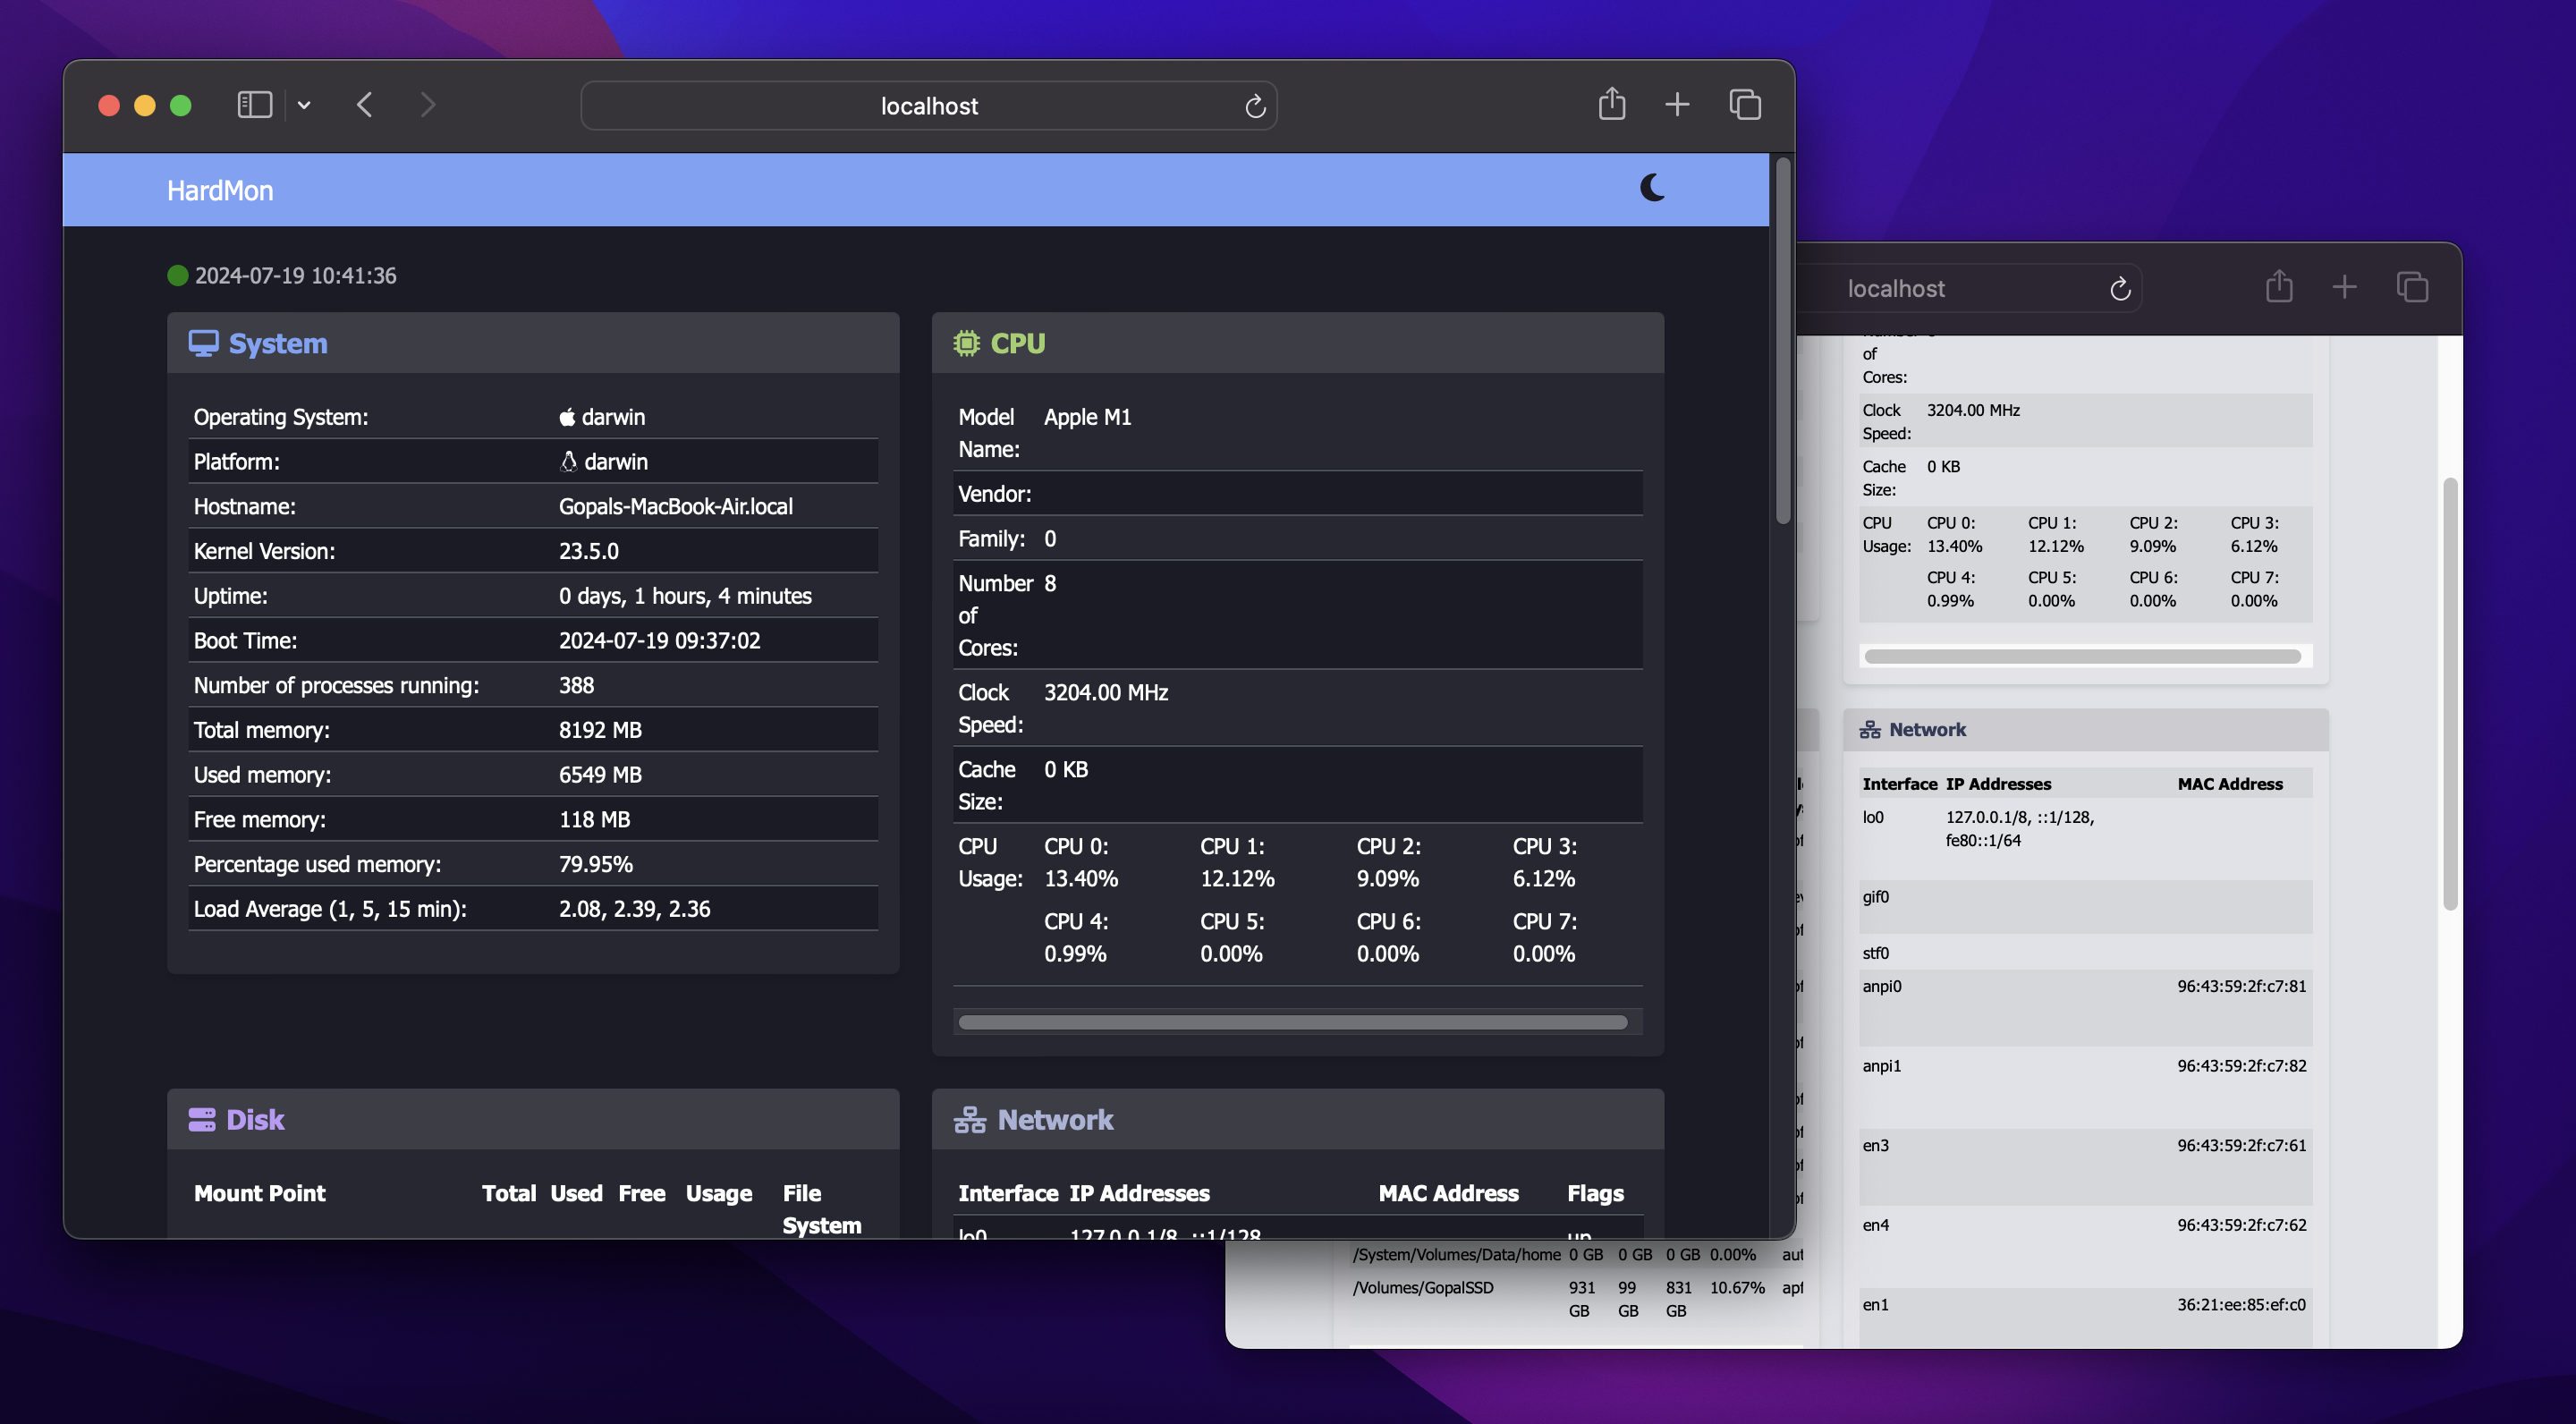 localhost
HardMon
2024-07-19 10:41:36
System
Operating System: darwin
Platform: darwin
Hostname: Gopals-MacBook-Air.local
Kernel Version: 23.5.0
Uptime: 0 days, 1 hours, 4 minutes
Boot Time: 2024-07-19 09:37:02
Number of processes running: 388
Total memory: 8192 MB
Used memory: 6549 MB
Free memory: 118 MB
Percentage used memory: 79.95%
Load Average (1, 5, 15 min): 2.08, 2.39, 2.36
CPU
Model Apple M1
Name:
Vendor:
Family: 0
Number 8
of
Cores:
Clock 3204.00 MHz
Speed:
Cache 0 KB
Size:
CPU CPU 0: CPU 1: CPU 2: CPU 3:
Usage: 13.40% 12.12% 9.09% 6.12%
CPU 4: CPU 5: CPU 6: CPU 7:
0.99% 0.00% 0.00% 0.00%
Disk
Mount Point Total Used Free Usage File
System
Network
Interface IP Addresses MAC Address Flags
lo0 127.0.0.1/8, ::1/128 up
localhost
of
Cores:
Clock 3204.00 MHz
Speed:
Cache 0 KB
Size:
CPU CPU 0: CPU 1: CPU 2: CPU 3:
Usage: 13.40% 12.12% 9.09% 6.12%
CPU 4: CPU 5: CPU 6: CPU 7:
0.99% 0.00% 0.00% 0.00%
Network
Interface IP Addresses MAC Address
lo0 127.0.0.1/8, ::1/128,
fe80::1/64
gif0
stf0
anpi0 96:43:59:2f:c7:81
anpi1 96:43:59:2f:c7:82
en3 96:43:59:2f:c7:61
en4 96:43:59:2f:c7:62
en1 36:21:ee:85:ef:c0
/System/Volumes/Data/home 0 GB 0 GB 0 GB 0.00% aut
/Volumes/GopalSSD 931 99 831 10.67% apf
GB GB GB